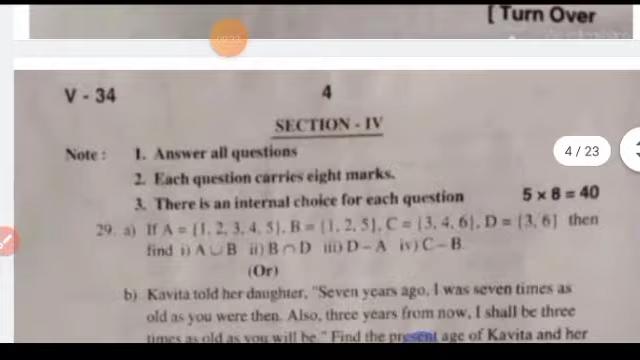 [ Turn Over
00:22
V - 34
4
SECTION - IV
4 / 23
Note : 1. Answer all questions
2. Each question carries eight marks.
3. There is an internal choice for each question 5 × 8 = 40
29. a) If A = {1, 2, 3, 4, 5}, B = {1, 2, 5}, C = {3, 4, 6}, D = {3, 6} then
find i) A ∪ B ii) B ∩ D iii) D – A iv) C – B.
(Or)
b) Kavita told her daughter, "Seven years ago, I was seven times as
old as you were then. Also, three years from now, I shall be three
times as old as you will be." Find the present age of Kavita and her